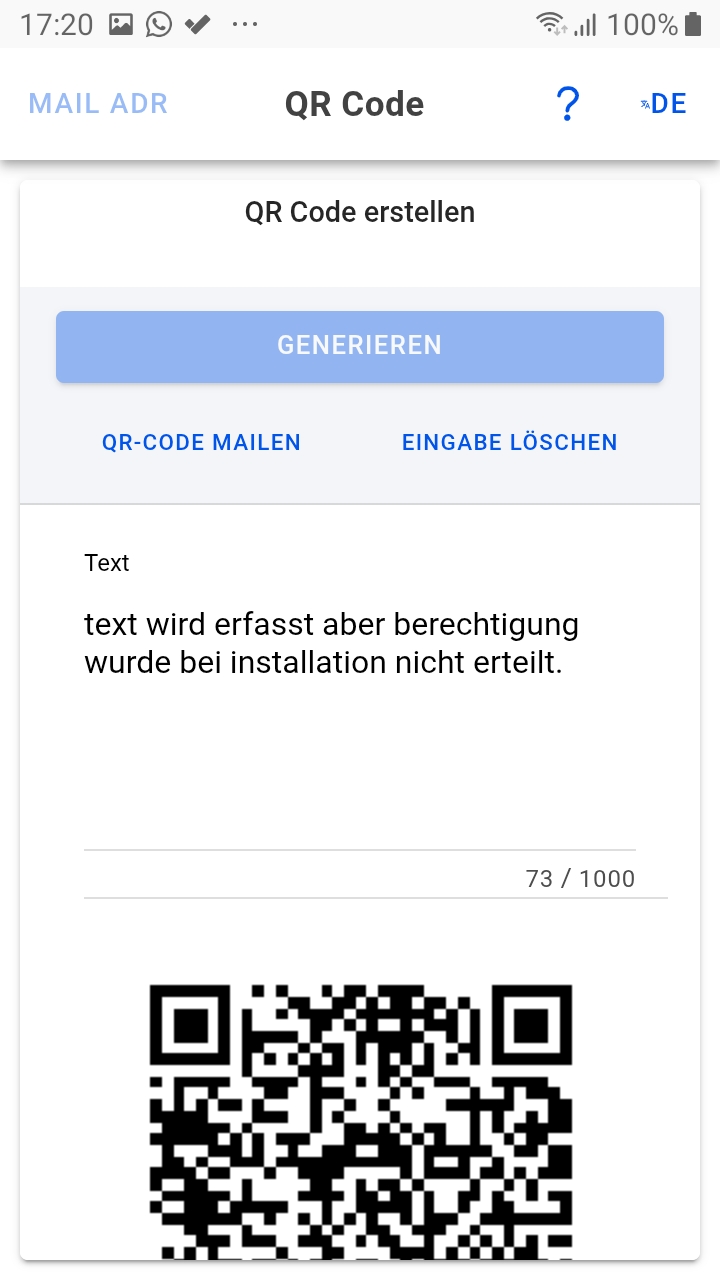 17:20 100%
MAIL ADR QR Code ? DE
QR Code erstellen
GENERIEREN
QR-CODE MAILEN EINGABE LÖSCHEN
Text
text wird erfasst aber berechtigung
wurde bei installation nicht erteilt.
73 / 1000